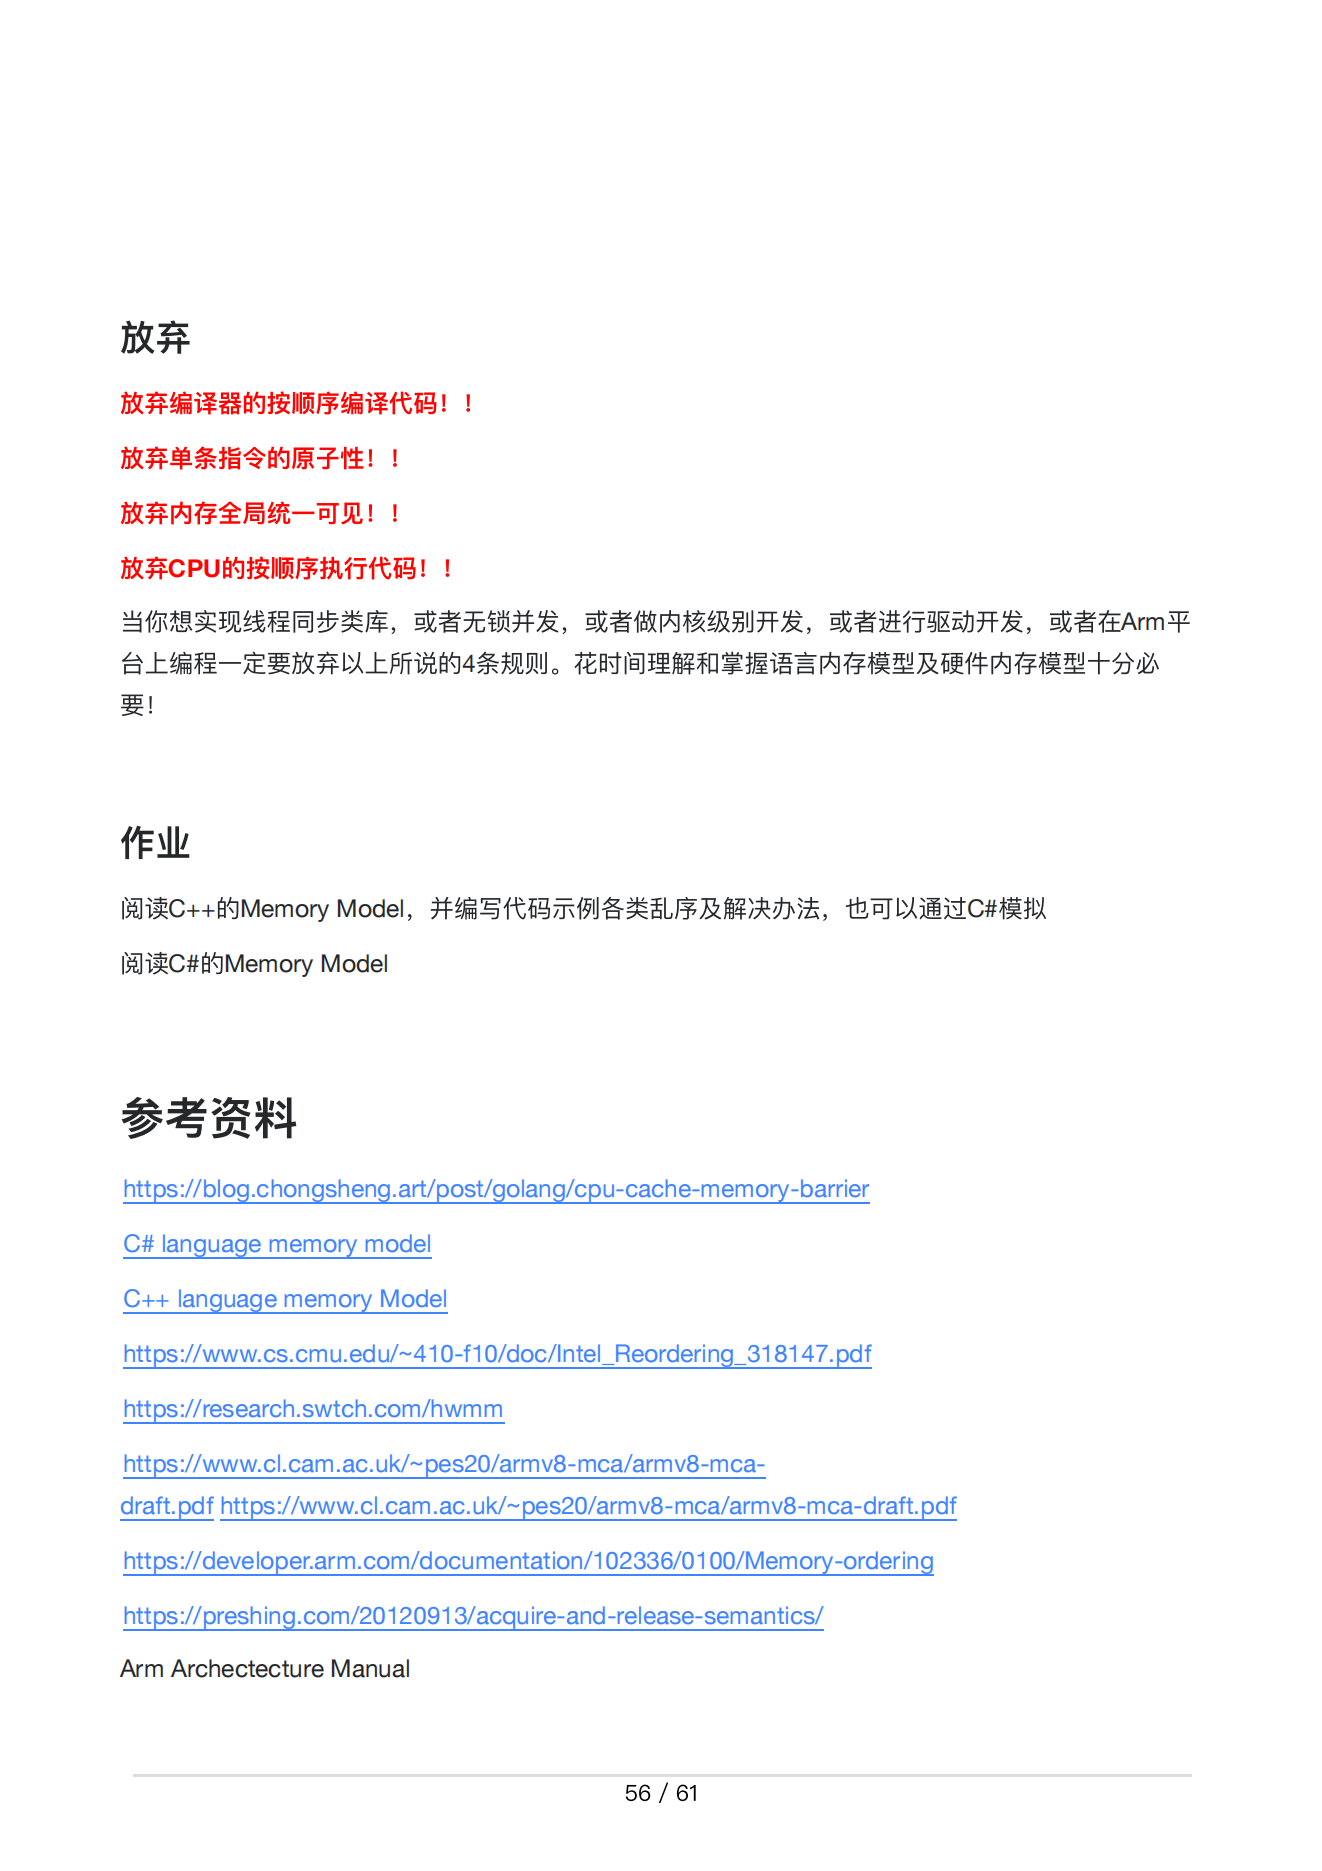 放弃
放弃编译器的按顺序编译代码！！
放弃单条指令的原子性！！
放弃内存全局统一可见！！
放弃CPU的按顺序执行代码！！
当你想实现线程同步类库，或者无锁并发，或者做内核级别开发，或者进行驱动开发，或者在Arm平
台上编程一定要放弃以上所说的4条规则。花时间理解和掌握语言内存模型及硬件内存模型十分必
要！
作业
阅读C++的Memory Model，并编写代码示例各类乱序及解决办法，也可以通过C#模拟
阅读C#的Memory Model
参考资料
https://blog.chongsheng.art/post/golang/cpu-cache-memory-barrier
C# language memory model
C++ language memory Model
https://www.cs.cmu.edu/~410-f10/doc/Intel_Reordering_318147.pdf
https://research.swtch.com/hwmm
https://www.cl.cam.ac.uk/~pes20/armv8-mca/armv8-mca-
draft.pdf https://www.cl.cam.ac.uk/~pes20/armv8-mca/armv8-mca-draft.pdf
https://developer.arm.com/documentation/102336/0100/Memory-ordering
https://preshing.com/20120913/acquire-and-release-semantics/
Arm Archectecture Manual
56 / 61